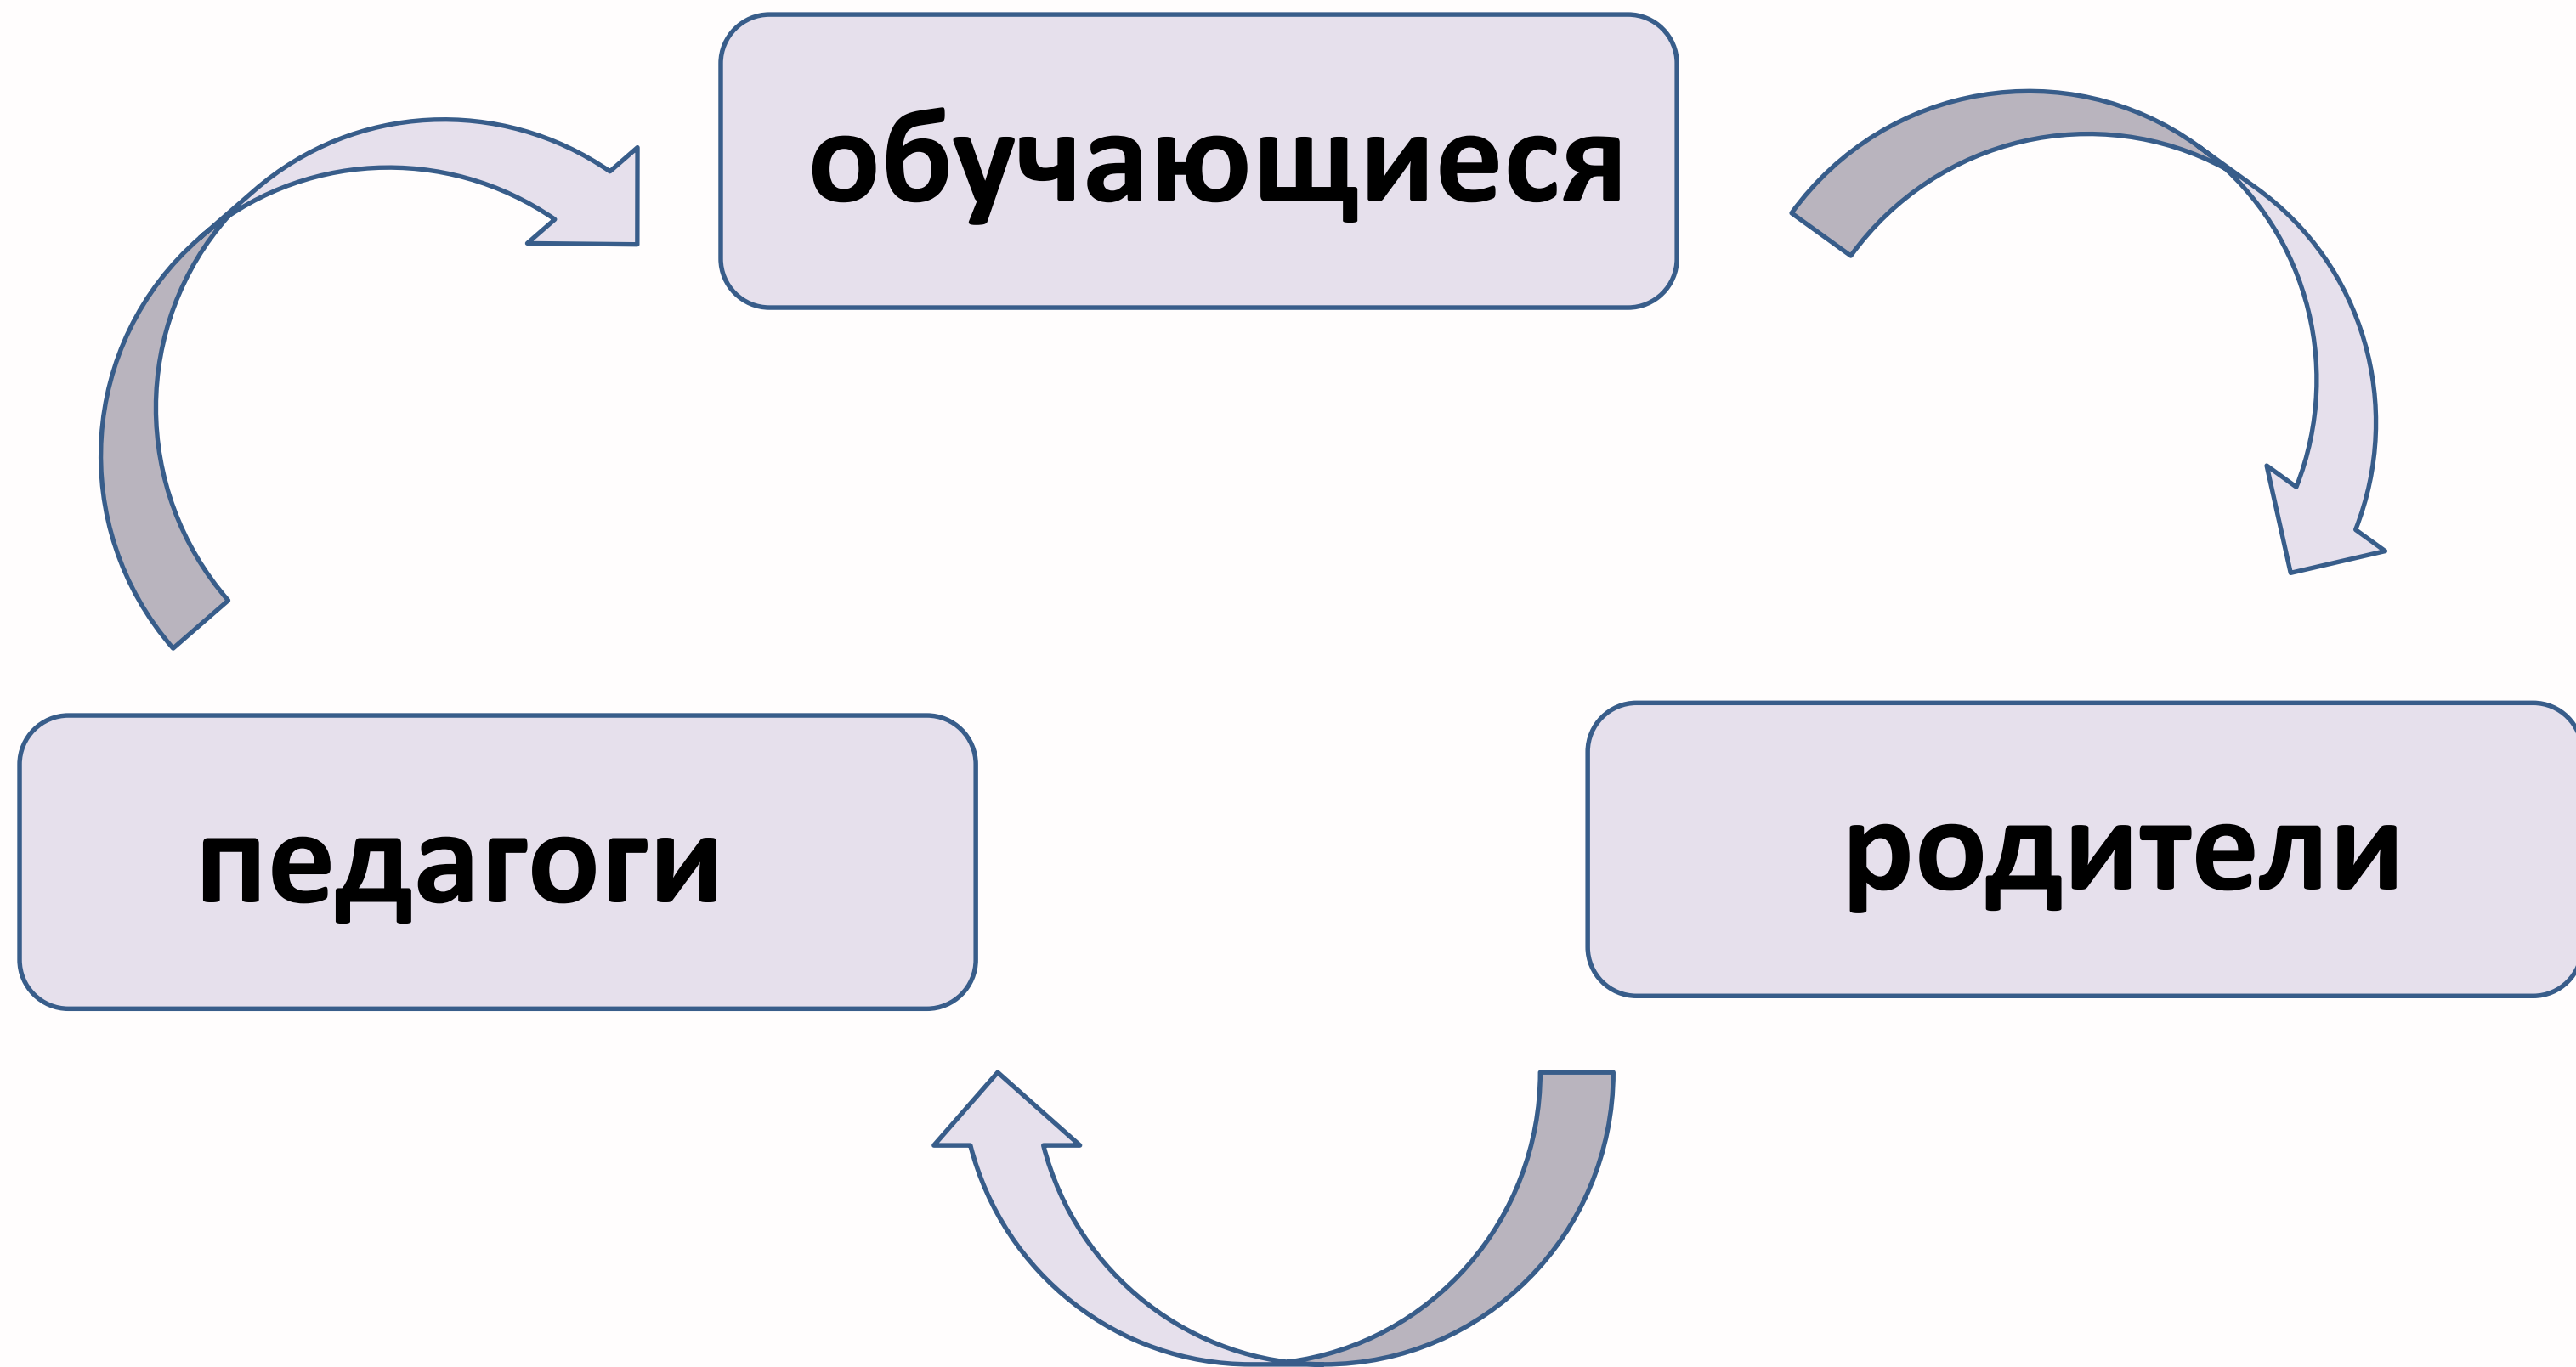 обучающиеся
педагоги
родители